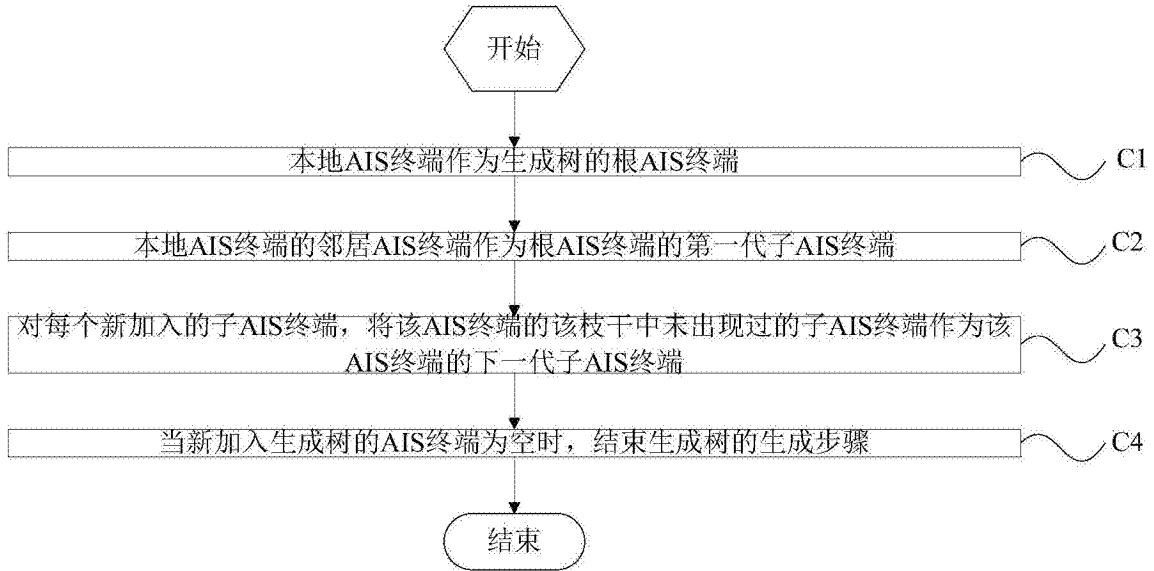 开始
本地AIS终端作为生成树的根AIS终端
C1
本地AIS终端的邻居AIS终端作为根AIS终端的第一代子AIS终端
C2
对每个新加入的子AIS终端，将该AIS终端的该枝干中未出现过的子AIS终端作为该
AIS终端的下一代子AIS终端
C3
当新加入生成树的AIS终端为空时，结束生成树的生成步骤
C4
结束